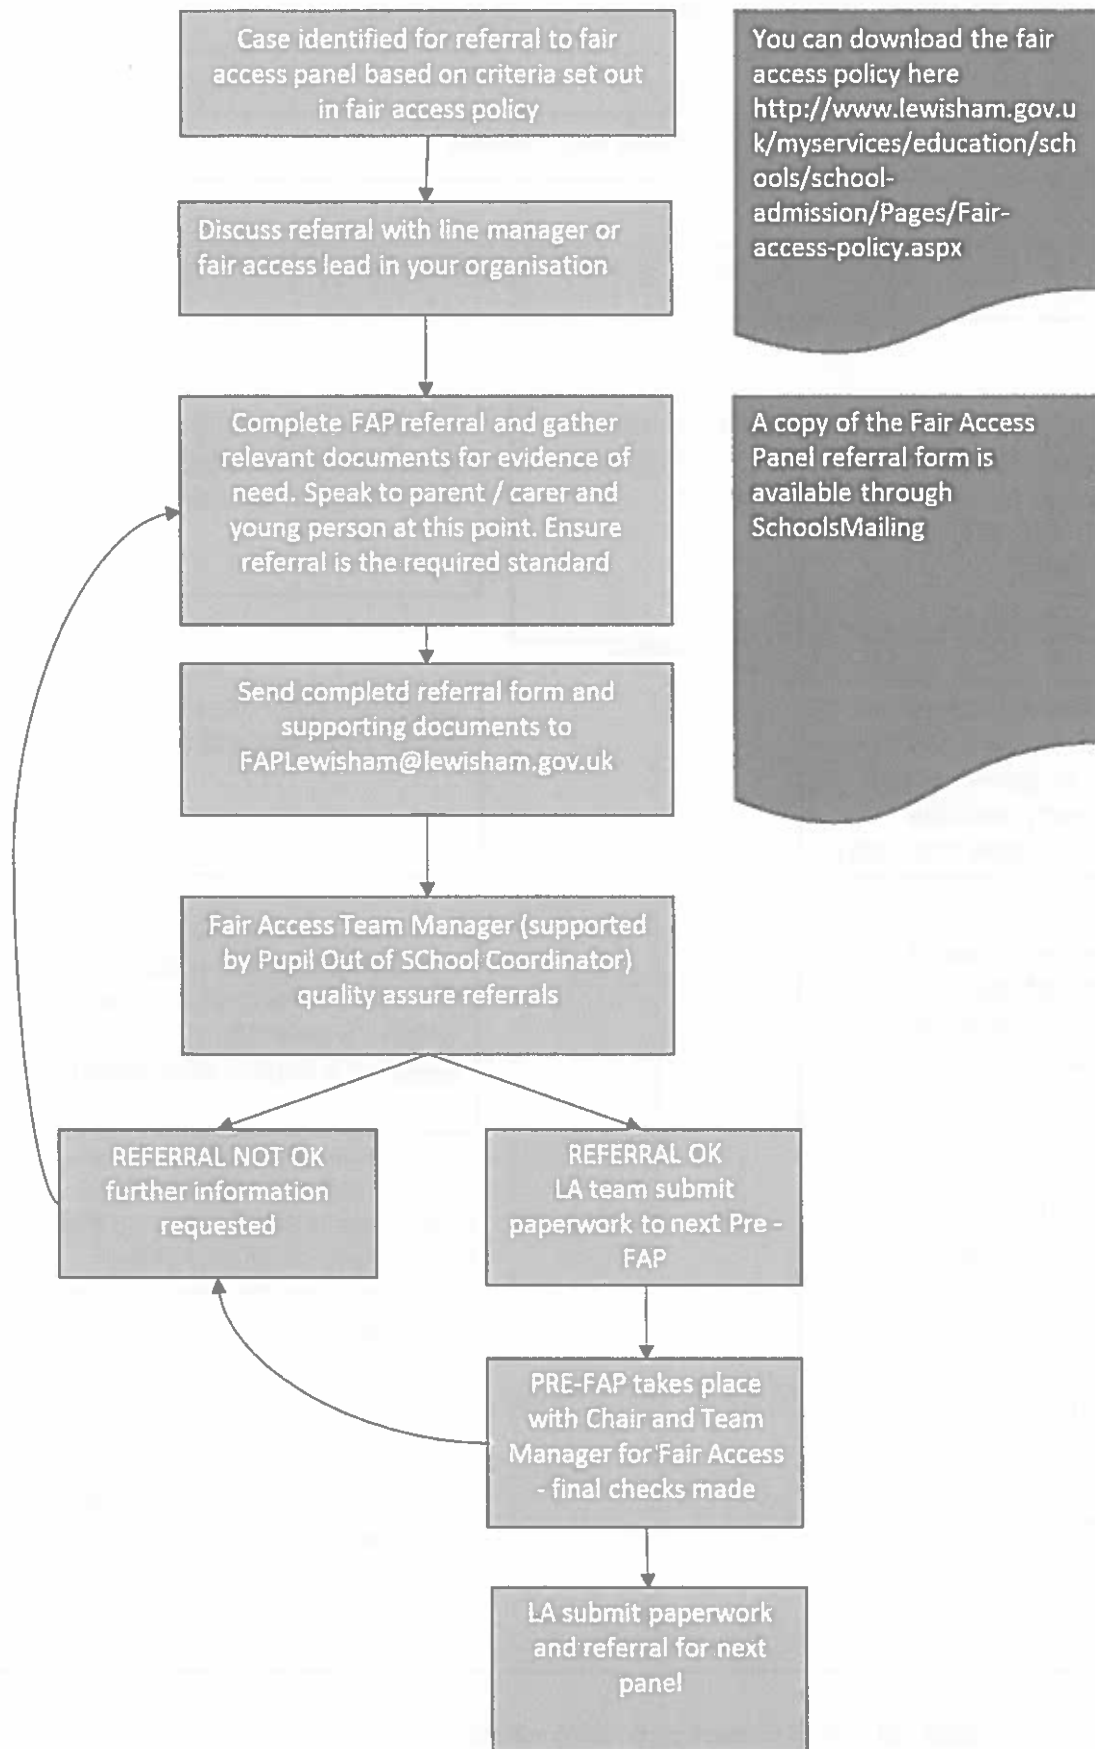 Case identified for referral to fair
access panel based on criteria set out
in fair access policy
You can download the fair
access policy here
http://www.lewisham.gov.u
k/myservices/education/sch
ools/school-
admission/Pages/Fair-
access-policy.aspx
Discuss referral with line manager or
fair access lead in your organisation
Complete FAP referral and gather
relevant documents for evidence of
need. Speak to parent / carer and
young person at this point. Ensure
referral is the required standard
A copy of the Fair Access
Panel referral form is
available through
SchoolsMailing
Send completd referral form and
supporting documents to
FAPLewisham@lewisham.gov.uk
Fair Access Team Manager (supported
by Pupil Out of SChool Coordinator)
quality assure referrals
REFERRAL NOT OK
further information
requested
REFERRAL OK
LA team submit
paperwork to next Pre -
FAP
PRE-FAP takes place
with Chair and Team
Manager for Fair Access
- final checks made
LA submit paperwork
and referral for next
panel